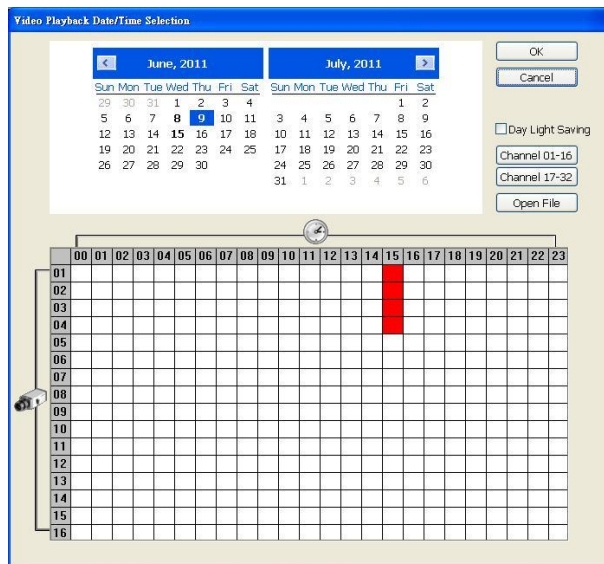 Video Playback Date/Time Selection
June, 2011
Sun Mon Tue Wed Thu Fri Sat
29 30 31 1 2 3 4
5 6 7 8 9 10 11
12 13 14 15 16 17 18
19 20 21 22 23 24 25
26 27 28 29 30
July, 2011
Sun Mon Tue Wed Thu Fri Sat
1 2
3 4 5 6 7 8 9
10 11 12 13 14 15 16
17 18 19 20 21 22 23
24 25 26 27 28 29 30
31 1 2 3 4 5 6
OK
Cancel
Day Light Saving
Channel 01-16
Channel 17-32
Open File
00 01 02 03 04 05 06 07 08 09 10 11 12 13 14 15 16 17 18 19 20 21 22 23
01
02
03
04
05
06
07
08
09
10
11
12
13
14
15
16